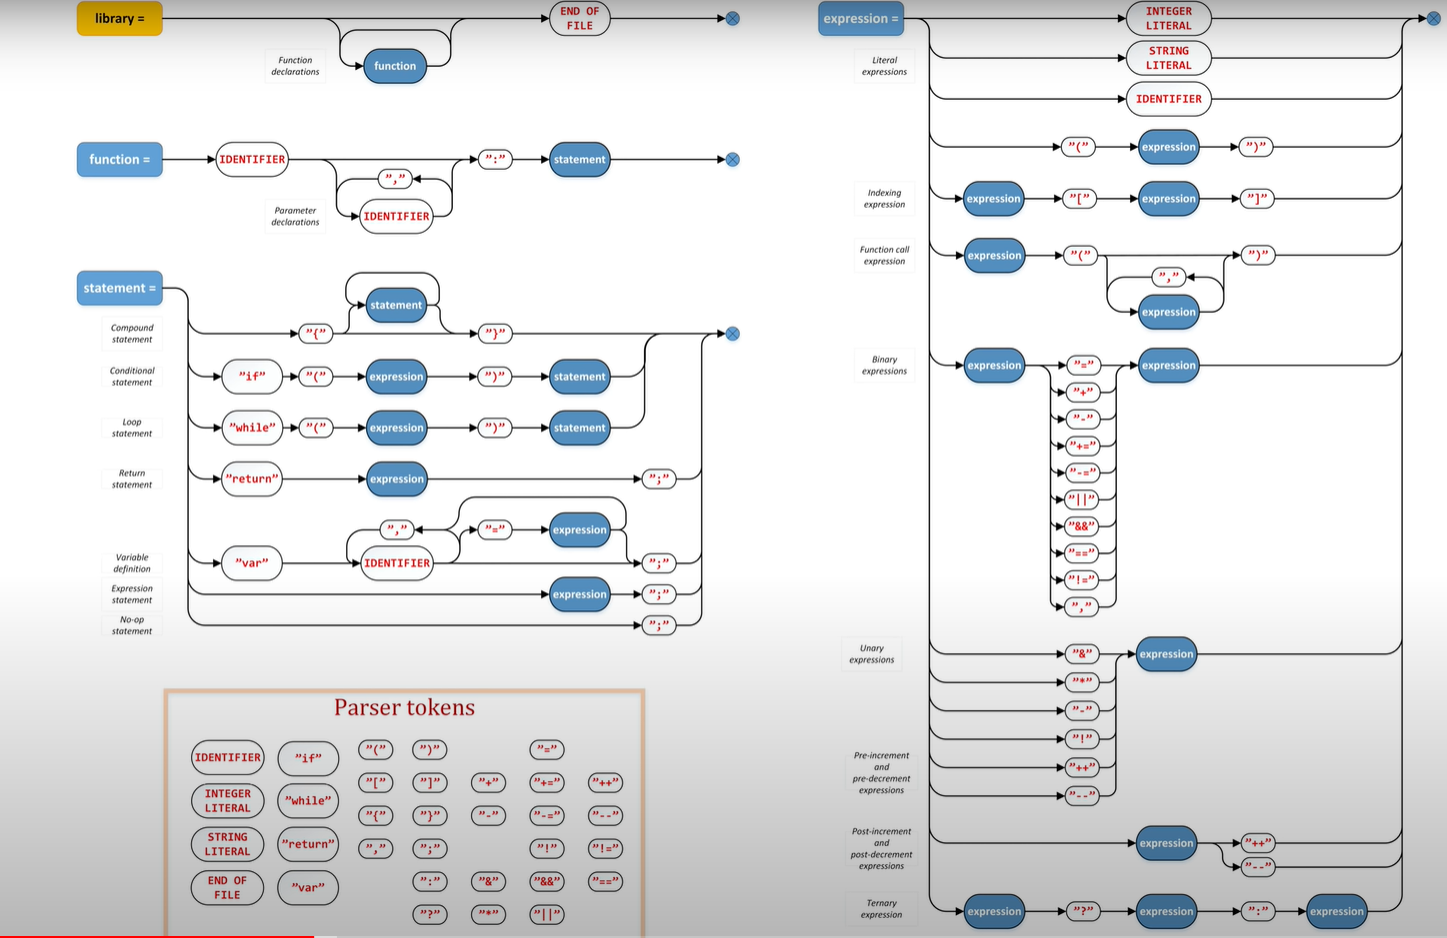 library =
END OF
FILE
Function
declarations
function
function =
IDENTIFIER
”:”
statement
”,”
Parameter
declarations
IDENTIFIER
statement =
statement
Compound
statement
”{”
”}”
Conditional
statement
”if”
”(”
expression
”)”
statement
Loop
statement
”while”
”(”
expression
”)”
statement
Return
statement
”return”
expression
”;”
”,”
”=”
expression
Variable
definition
”var”
IDENTIFIER
”;”
Expression
statement
expression
”;”
No-op
statement
”;”
Parser tokens
IDENTIFIER
”if”
”(”
”)”
”=”
INTEGER
LITERAL
”while”
”[”
”]”
”+”
”+=”
”++”
”{”
”}”
”-”
”-=”
”--”
STRING
LITERAL
”return”
”,”
”;”
”!”
”!=”
END OF
FILE
”var”
”:”
”&”
”&&”
”==”
”?”
”*”
”||”
expression =
INTEGER
LITERAL
Literal
expressions
STRING
LITERAL
IDENTIFIER
”(”
expression
”)”
Indexing
expression
expression
”[”
expression
”]”
Function call
expression
expression
”(”
”)”
”,”
expression
Binary
expressions
expression
”=”
expression
”+”
”-”
”+=”
”-=”
”||”
”&&”
”==”
”!=”
”,”
Unary
expressions
”&”
expression
”*”
”-”
”!”
Pre-increment
and
pre-decrement
expressions
”++”
”--”
Post-increment
and
post-decrement
expressions
expression
”++”
”--”
Ternary
expression
expression
”?”
expression
”:”
expression